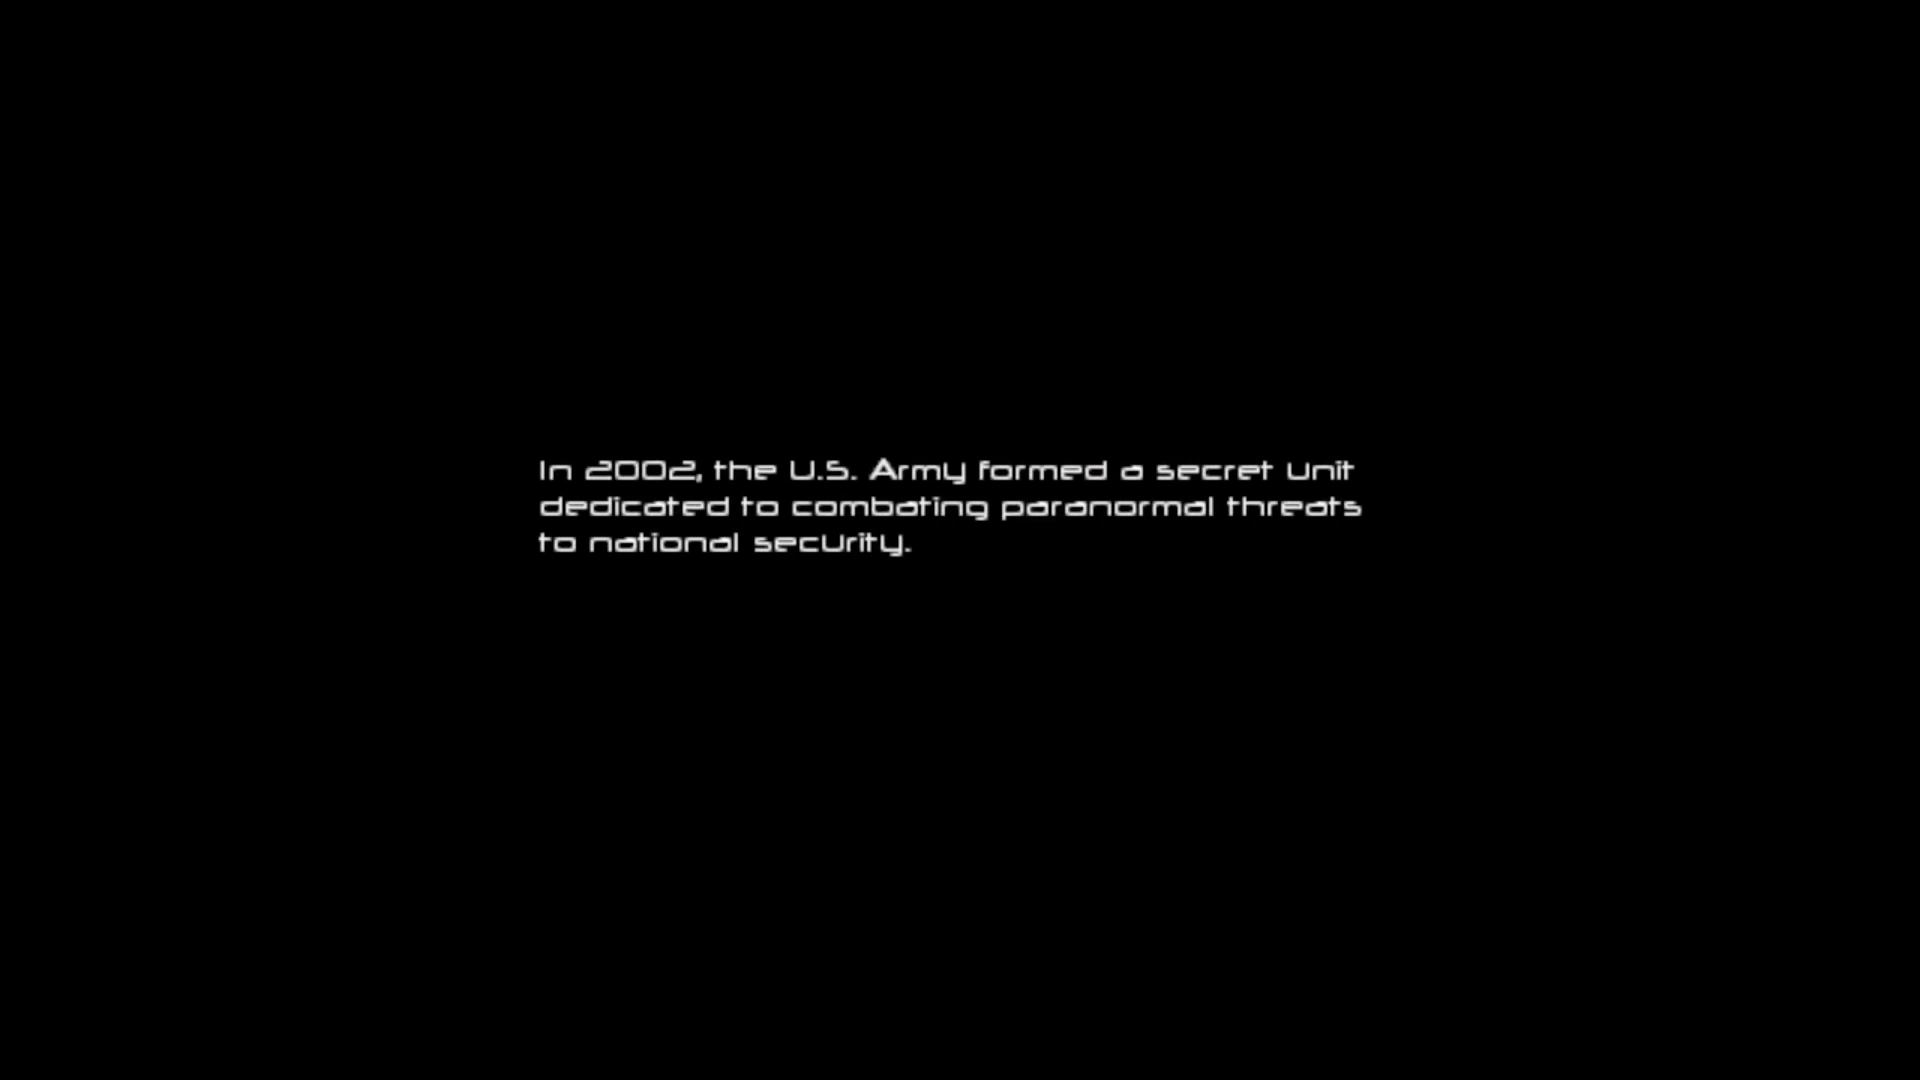 In 2002, the U.S. Army formed a secret unit
dedicated to combating paranormal threats
to national security.